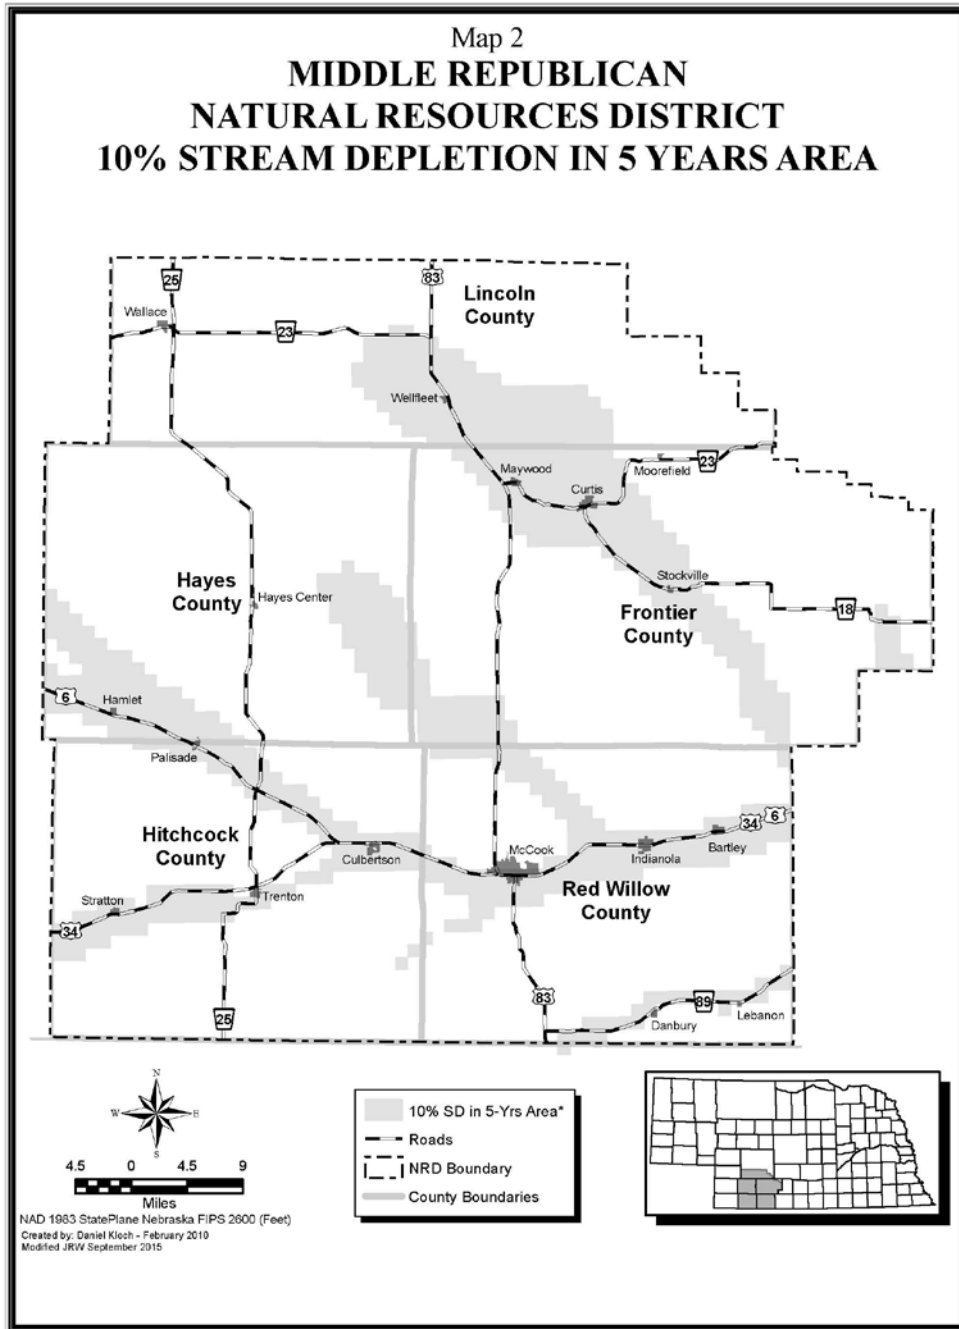 Map 2
MIDDLE REPUBLICAN
NATURAL RESOURCES DISTRICT
10% STREAM DEPLETION IN 5 YEARS AREA
25
83
Lincoln
County
Wallace
23
Wellfleet
Maywood
Moorefield
23
Curtis
Hayes
County
Hayes Center
Stockville
Frontier
County
18
6
Hamlet
Palisade
Hitchcock
County
Culbertson
McCook
Indianola
Bartley
34
6
Red Willow
County
Stratton
Trenton
34
25
83
89
Danbury
Lebanon
N
W
E
S
4.5
0
4.5
9
Miles
NAD 1983 StatePlane Nebraska FIPS 2600 (Feet)
Created by: Daniel Kloch - February 2010
Modified JRW September 2015
10% SD in 5-Yrs Area*
Roads
NRD Boundary
County Boundaries